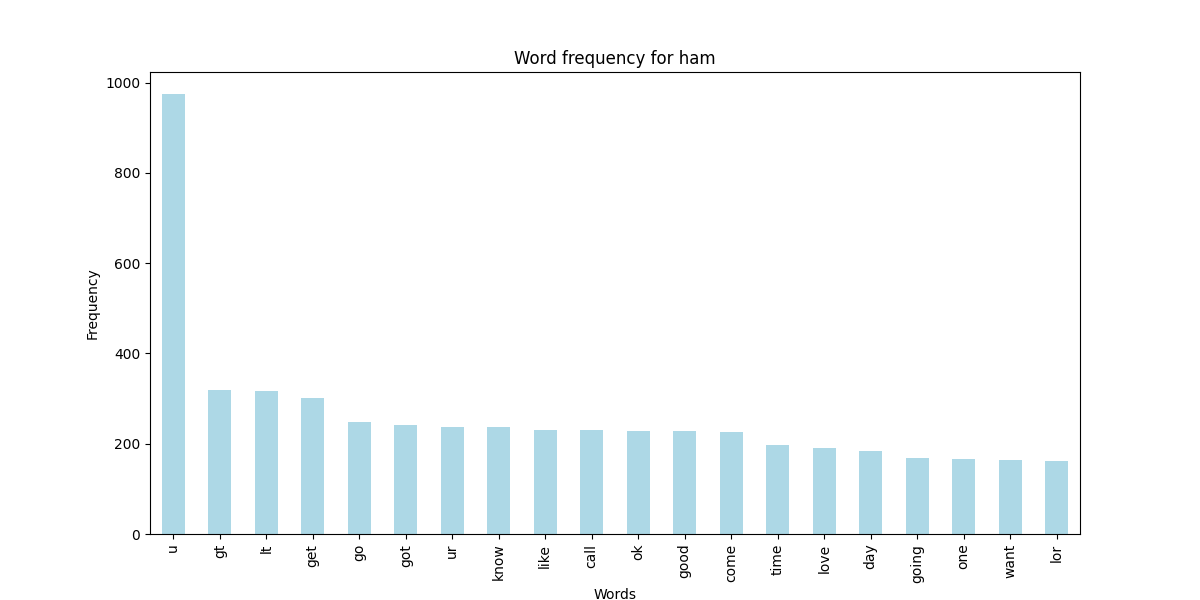 Word frequency for ham
1000
800
600
400
200
0
Frequency
u gt lt get go got ur know like call ok good come time love day going one want lor
Words